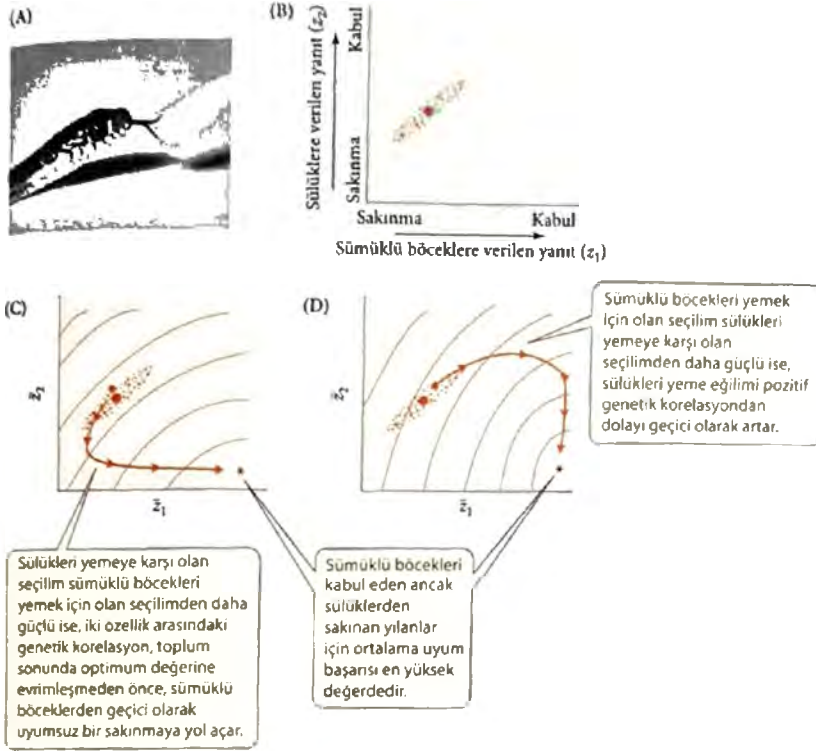 (A)
(B)
Sülüklere verilen yanıt (z₂)
Sakınma
Kabul
Sakınma
Kabul
Sümüklü böceklere verilen yanıt (z₁)
(C)
z̄₂
z̄₁
(D)
z̄₂
z̄₁
Sümüklü böcekleri yemek
için olan seçilim sülükleri
yemeye karşı olan
seçilimden daha güçlü ise,
sülükleri yeme eğilimi pozitif
genetik korelasyondan
dolayı geçici olarak artar.
Sülükleri yemeye karşı olan
seçilim sümüklü böcekleri
yemek için olan seçilimden daha
güçlü ise, iki özellik arasındaki
genetik korelasyon, toplum
sonunda optimum değerine
evrimleşmeden önce, sümüklü
böceklerden geçici olarak
uyumsuz bir sakınmaya yol açar.
Sümüklü böcekleri
kabul eden ancak
sülüklerden
sakınan yılanlar
için ortalama uyum
başarısı en yüksek
değerdedir.